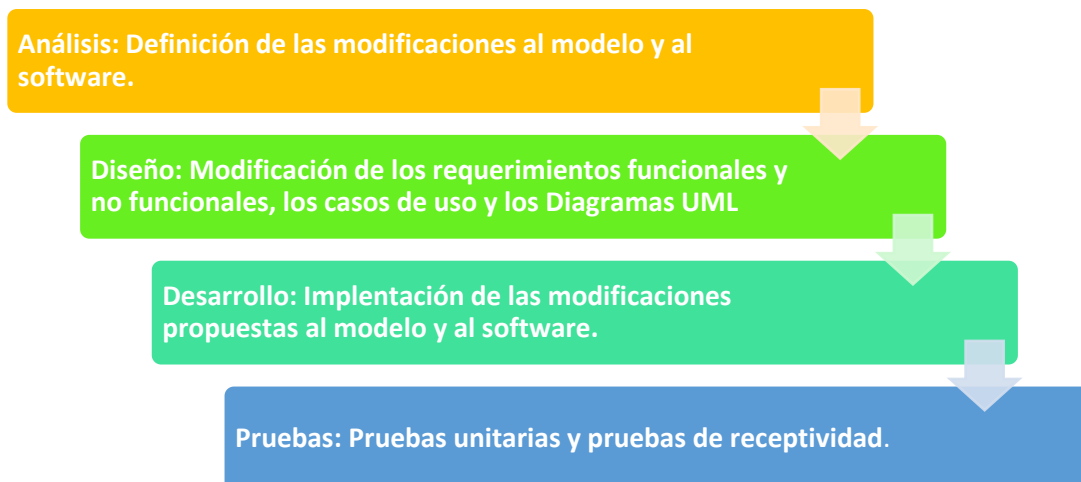 Análisis: Definición de las modificaciones al modelo y al
software.
Diseño: Modificación de los requerimientos funcionales y
no funcionales, los casos de uso y los Diagramas UML
Desarrollo: Implentación de las modificaciones
propuestas al modelo y al software.
Pruebas: Pruebas unitarias y pruebas de receptividad.